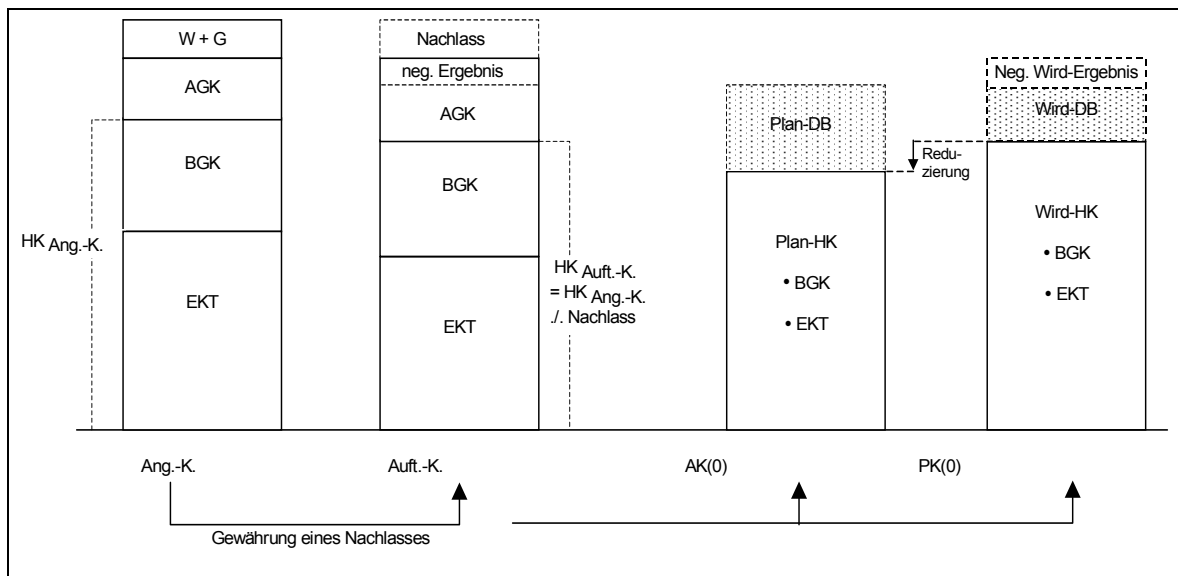 W + G
AGK
BGK
EKT
HK Ang.-K.
Nachlass
neg. Ergebnis
AGK
BGK
EKT
HK Auft.-K.
= HK Ang.-K.
./. Nachlass
Plan-DB
Plan-HK
• BGK
• EKT
Redu-
zierung
Neg. Wird-Ergebnis
Wird-DB
Wird-HK
• BGK
• EKT
Ang.-K.
Auft.-K.
AK(0)
PK(0)
Gewährung eines Nachlasses